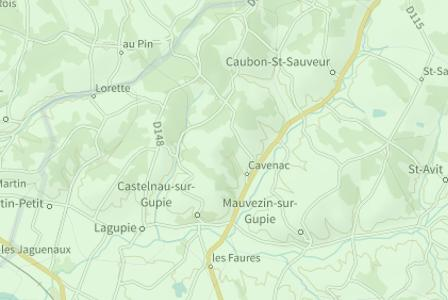 D115
au Pin
Caubon-St-Sauveur
St-Sa
Lorette
D148
Cavenac
St-Avit
Martin
Castelnau-sur-
Gupie
tin-Petit
Mauvezin-sur-
Gupie
Lagupie
les Jaguenaux
les Faures